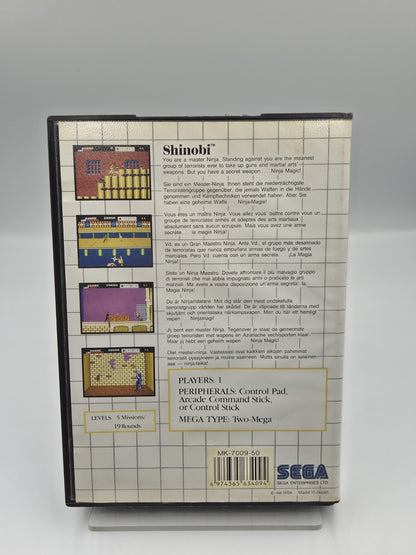 Shinobi™
You are a master Ninja. Standing against you are the meanest
group of terrorists ever to take up guns and martial arts
weapons. But you have a secret weapon ... Ninja Magic!
Sie sind ein Meister-Ninja. Ihnen steht die niederträchtigste
Terroristengruppe gegenüber, die jemals Waffen in die Hände
genommen und Kampftechniken verwendet haben. Aber Sie
haben eine geheime Waffe ... Ninja-Magie!
Vous êtes un maître Ninja. Vous allez vous battre contre vous un
groupe de terroristes armés et adeptes des arts martiaux
absolument sans aucun scrupule. Mais vous avez une arme
secrète ... la magie Ninja!
Vd. es un Gran Maestro Ninja. Ante Vd. el grupo más desalmado
de terroristas que nunca empuñara armas de fuego y de artes
marciales. Pero Vd. cuenta con un arma secreta ... ¡La Magia
Ninja!
Siete un Ninja Maestro. Dovete affrontare il più malvagio gruppo
di terroristi che mai abbia impugnato armi o praticato le arti
marziali. Ma avete a vostra disposizione un'arma segreta: la
Magia Ninja!
Du är Ninjamästare. Mot dig står den mest ondskefulla
terroristgrupp världen har skådat. De är väpnade till tänderna med
skjutjärn och orientaliska närkampsvapen. Men du har ett hemligt
vapen ... Ninjamagi!
Jij bent een meester Ninja. Tegenover je staat de gemeenste
groep terroristen met wapens en Aziatische vechtsporten klaar.
Maar jij hebt een geheim wapen ... Ninja Magic!
Olet mestari-ninja. Vastassasi ovat kaikkien aikojen pahimmat
terroristit pyssyineen ja muine aseineen. Mutta sinulla on salainen
ase — ninja-taika!
PLAYERS: 1
PERIPHERALS: Control Pad,
Arcade Command Stick,
or Control Stick
MEGA TYPE: Two-Mega
LEVELS: 5 Missions/
19 Rounds
MK-7009-50
4 974365 634094
SEGA
SEGA ENTERPRISES LTD.
Made in Japan